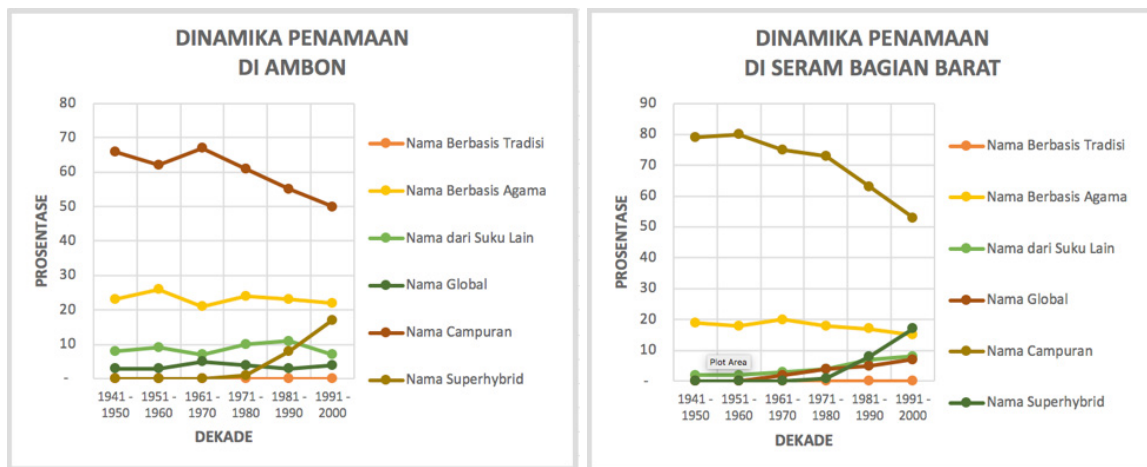 DINAMIKA PENAMAAN
DI AMBON
80
70
60
50
40
30
20
10
-
PROSENTASE
1941 - 1951 - 1961 - 1971 - 1981 - 1991 -
1950 1960 1970 1980 1990 2000
DEKADE
Nama Berbasis Tradisi
Nama Berbasis Agama
Nama dari Suku Lain
Nama Global
Nama Campuran
Nama Superhybrid
DINAMIKA PENAMAAN
DI SERAM BAGIAN BARAT
90
80
70
60
50
40
30
20
10
-
PROSENTASE
Plot Area
1941 - 1951 - 1961 - 1971 - 1981 - 1991 -
1950 1960 1970 1980 1990 2000
DEKADE
Nama Berbasis Tradisi
Nama Berbasis Agama
Nama dari Suku Lain
Nama Global
Nama Campuran
Nama Superhybrid